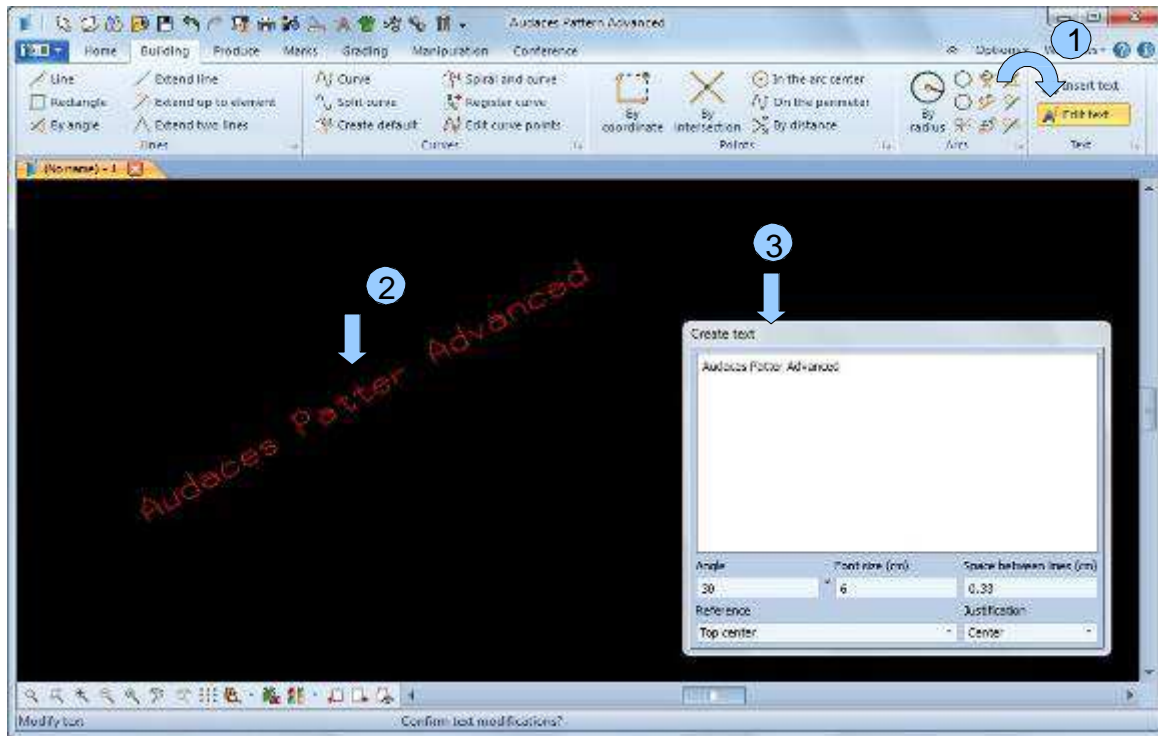 Audaces Pattern Advanced
Home Building Produce Marks Grading Manipulation Conference Options
1
Line Extend line Curve Spiral and curve In the arc center Insert text
Rectangle Extend up to element Split curve Register curve On the perimeter Edit text
By angle Extend two lines Create default Edit curve points By coordinate By intersection By distance By radius
Lines Curves Points Arcs Text
(No name) - 1
2
3
Audaces Patter Advanced
Create text
Audaces Patter Advanced
Angle Font size (cm) Space between lines (cm)
30 ° 6 0.33
Reference Justification
Top center Center
Modify text Confirm text modifications?